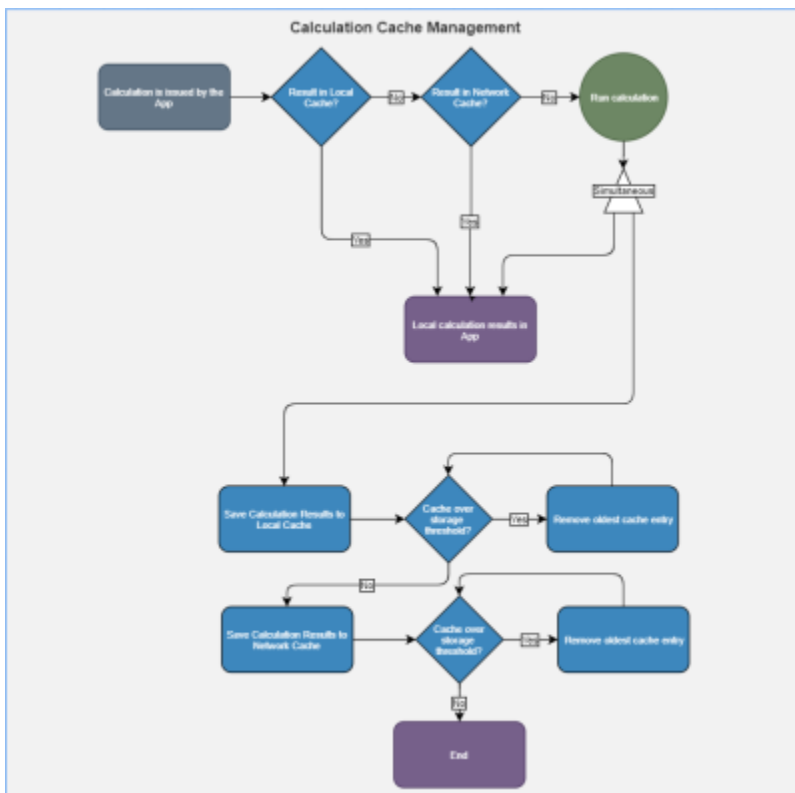 Calculation Cache Management
Calculation is issued by the
App
Result in Local
Cache?
No
Result in Network
Cache?
No
Run calculation
Simultaneous
Yes
Yes
Local calculation results in
App
Save Calculation Results to
Local Cache
Cache over
storage
threshold?
Yes
Remove oldest cache entry
No
Save Calculation Results to
Network Cache
Cache over
storage
threshold?
Yes
Remove oldest cache entry
No
End